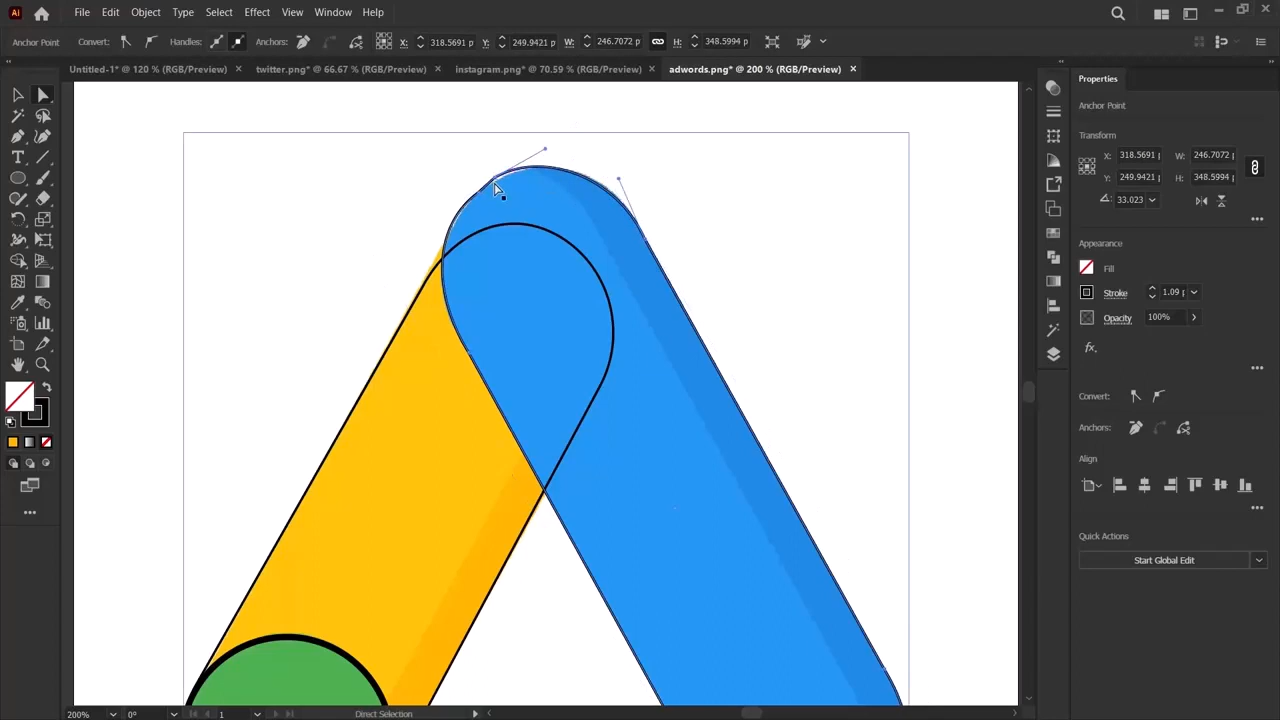 Ai File Edit Object Type Select Effect View Window Help
Anchor Point Convert: Handles: Anchors: X: 318.5691 p Y: 249.9421 p W: 246.7072 p H: 348.5994 p
Untitled-1* @ 120 % (RGB/Preview) × twitter.png* @ 66.67 % (RGB/Preview) × instagram.png* @ 70.59 % (RGB/Preview) × adwords.png* @ 200 % (RGB/Preview) ×
Properties
Anchor Point
Transform
X: 318.5691 p W: 246.7072 p
Y: 249.9421 p H: 348.5994 p
33.023
Appearance
Fill
Stroke 1.09 p
Opacity 100%
fx.
Convert:
Anchors:
Align
Quick Actions
Start Global Edit
200% 0° 1 Direct Selection